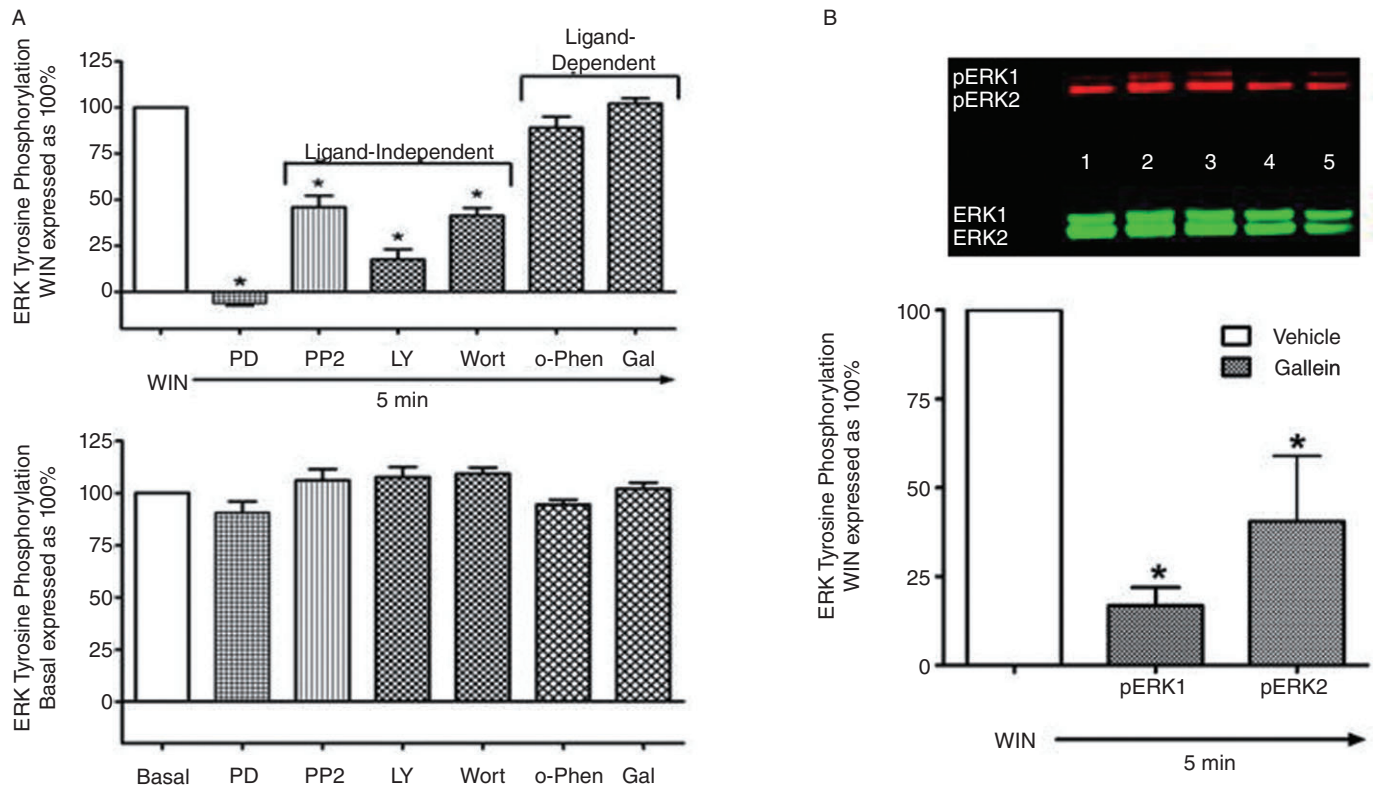 A
Ligand-
Dependent
Ligand-Independent
ERK Tyrosine Phosphorylation
WIN expressed as 100%
125
100
75
50
25
0
*
*
*
*
PD PP2 LY Wort o-Phen Gal
WIN
5 min
ERK Tyrosine Phosphorylation
Basal expressed as 100%
125
100
75
50
25
0
Basal PD PP2 LY Wort o-Phen Gal
B
pERK1
pERK2
1 2 3 4 5
ERK1
ERK2
ERK Tyrosine Phosphorylation
WIN expressed as 100%
100
75
50
25
0
Vehicle
Gallein
*
*
pERK1 pERK2
WIN
5 min